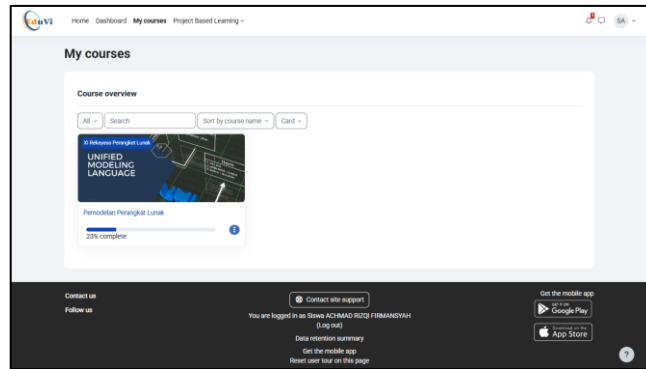 EduVi
Home Dashboard My courses Project Based Learning
SA
My courses
Course overview
All Search Sort by course name Card
XI Rekayasa Perangkat Lunak
UNIFIED
MODELING
LANGUAGE
Pemodelan Perangkat Lunak
23% complete
Contact us
Follow us
Contact site support
You are logged in as Siswa ACHMAD RIZQI FIRMANSYAH
(Log out)
Data retention summary
Get the mobile app
Reset user tour on this page
Get the mobile app
GET IT ON
Google Play
Download on the
App Store
?